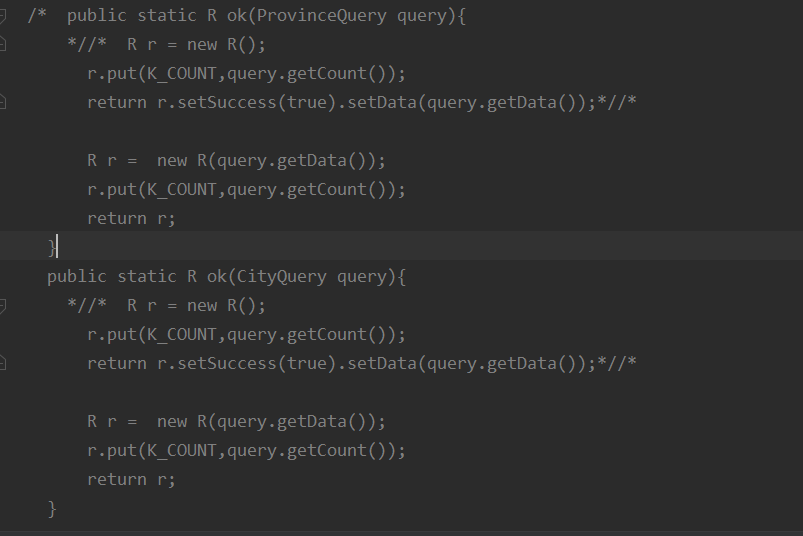 /*  public static R ok(ProvinceQuery query){
    *//*  R r = new R();
      r.put(K_COUNT,query.getCount());
      return r.setSuccess(true).setData(query.getData());*//*

      R r =  new R(query.getData());
      r.put(K_COUNT,query.getCount());
      return r;
  }
  public static R ok(CityQuery query){
    *//*  R r = new R();
      r.put(K_COUNT,query.getCount());
      return r.setSuccess(true).setData(query.getData());*//*

      R r =  new R(query.getData());
      r.put(K_COUNT,query.getCount());
      return r;
  }